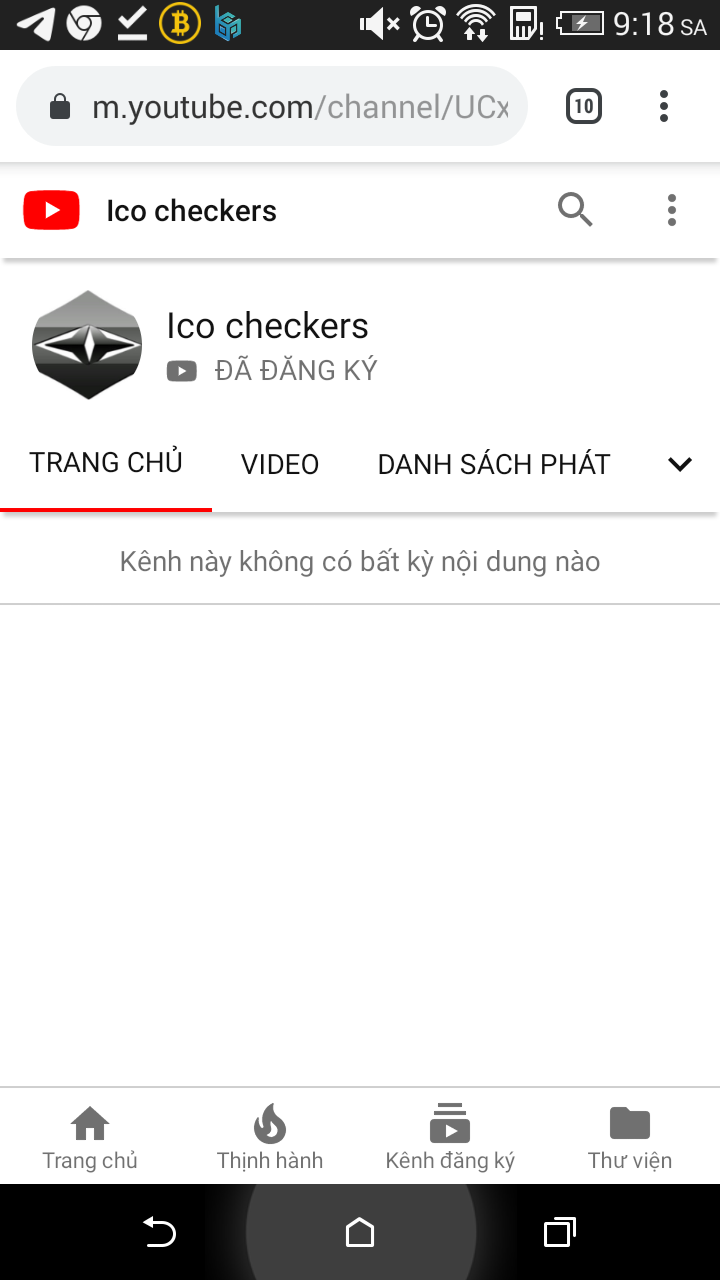 9:18 SA
m.youtube.com/channel/UCx
10
Ico checkers
Ico checkers
ĐÃ ĐĂNG KÝ
TRANG CHỦ VIDEO DANH SÁCH PHÁT
Kênh này không có bất kỳ nội dung nào
Trang chủ Thịnh hành Kênh đăng ký Thư viện